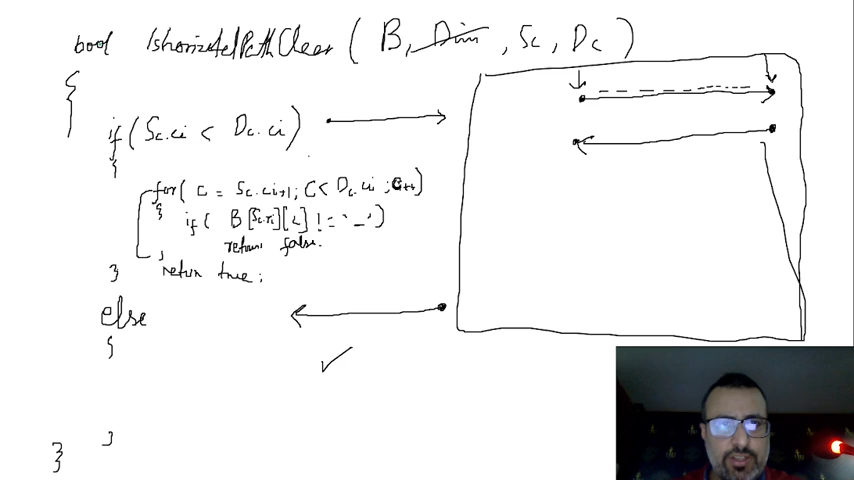 bool IshorizontalPathClear ( B, Dim , Sc, Dc )
{
if ( Sc.ci < Dc.ci )
{
for ( c = Sc.ci+1 ; c < Dc.ci ; c++ )
{ if ( B[Sc.ri][c] != '_' )
return false.
}
return true ;
}
else
{
}
}